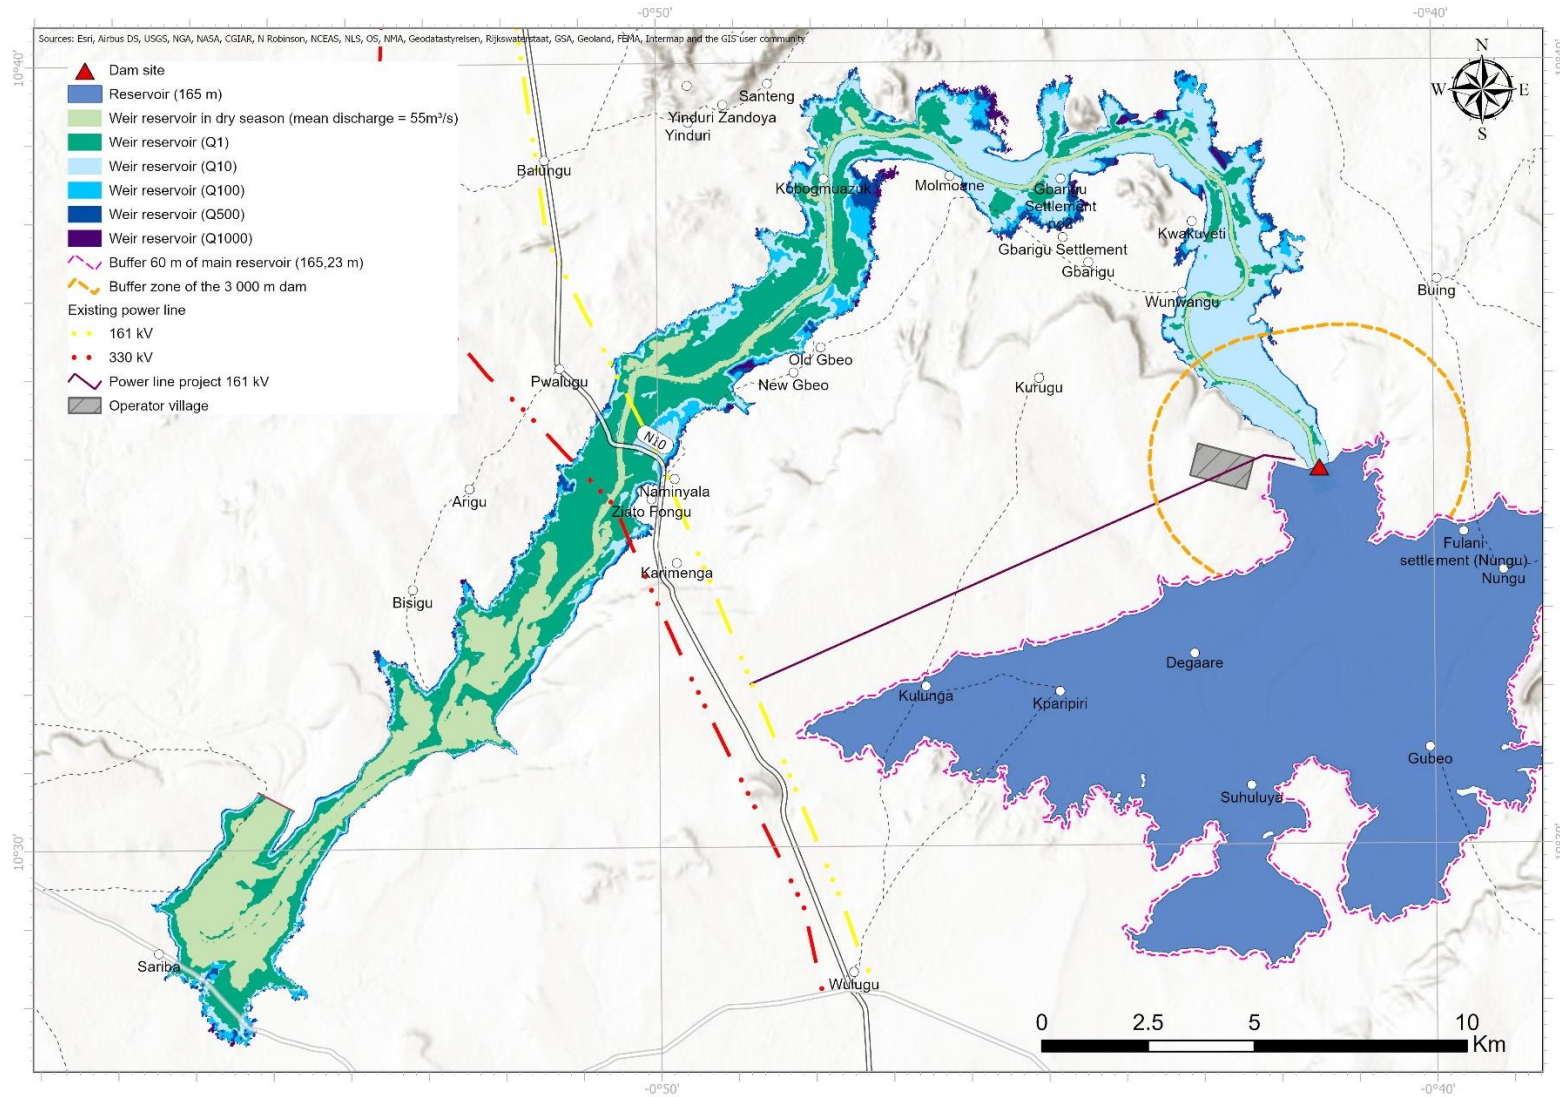 -0°50'
-0°40'
Sources: Esri, Airbus DS, USGS, NGA, NASA, CGIAR, N Robinson, NCEAS, NLS, OS, NMA, Geodatastyrelsen, Rijkswaterstaat, GSA, Geoland, FEMA, Intermap and the GIS user community
10°40'
10°40'
N
W
E
S
Dam site
Reservoir (165 m)
Weir reservoir in dry season (mean discharge = 55m³/s)
Weir reservoir (Q1)
Weir reservoir (Q10)
Weir reservoir (Q100)
Weir reservoir (Q500)
Weir reservoir (Q1000)
Buffer 60 m of main reservoir (165,23 m)
Buffer zone of the 3 000 m dam
Existing power line
161 kV
330 kV
Power line project 161 kV
Operator village
Santeng
Yinduri Zandoya
Yinduri
Balungu
Kobogmuazuk
Molmoane
Gbarigu
Settlement
no2
Gbarigu Settlement
Gbarigu
Kwakuyeti
Wunwangu
Buing
Old Gbeo
New Gbeo
Kurugu
Pwalugu
N10
Naminyala
Ziato Fongu
Arigu
Karimenga
Bisigu
Fulani
settlement (Nungu)
Nungu
Degaare
Kulunga
Kparipiri
Gubeo
Suhuluya
10°30'
10°30'
Sariba
Wulugu
0
2.5
5
10
Km
-0°50'
-0°40'